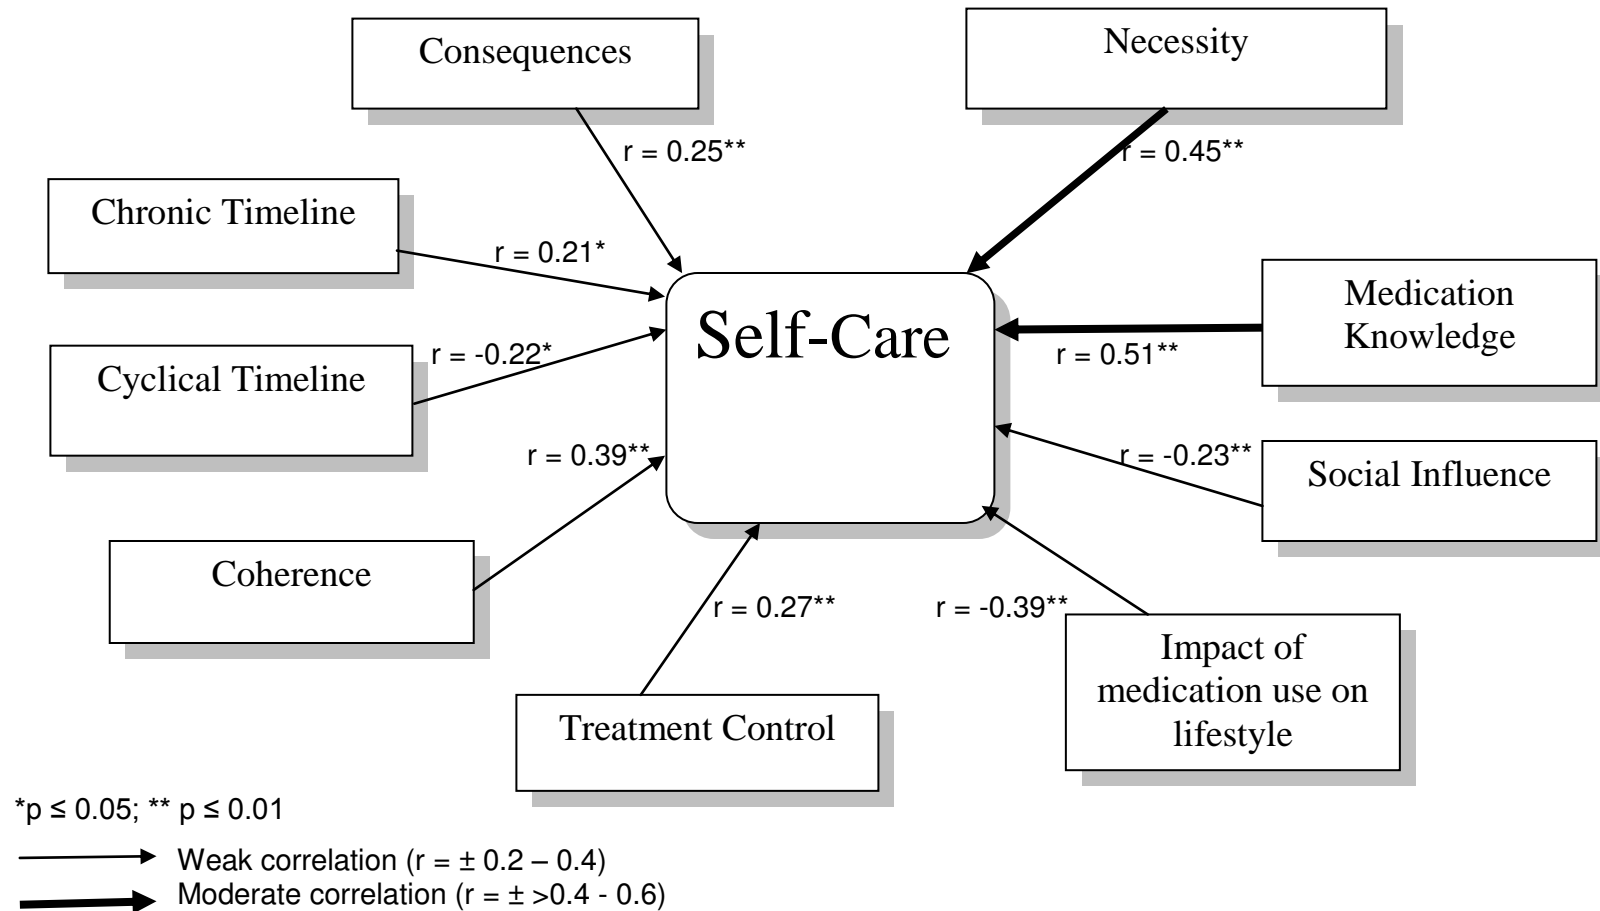 Consequences
Necessity
r = 0.25**
r = 0.45**
Chronic Timeline
r = 0.21*
Self-Care
Medication
Knowledge
r = 0.51**
Cyclical Timeline
r = -0.22*
r = 0.39**
r = -0.23**
Social Influence
Coherence
r = 0.27**
r = -0.39**
Impact of
medication use on
lifestyle
Treatment Control
*p ≤ 0.05; ** p ≤ 0.01
Weak correlation (r = ± 0.2 – 0.4)
Moderate correlation (r = ± >0.4 - 0.6)